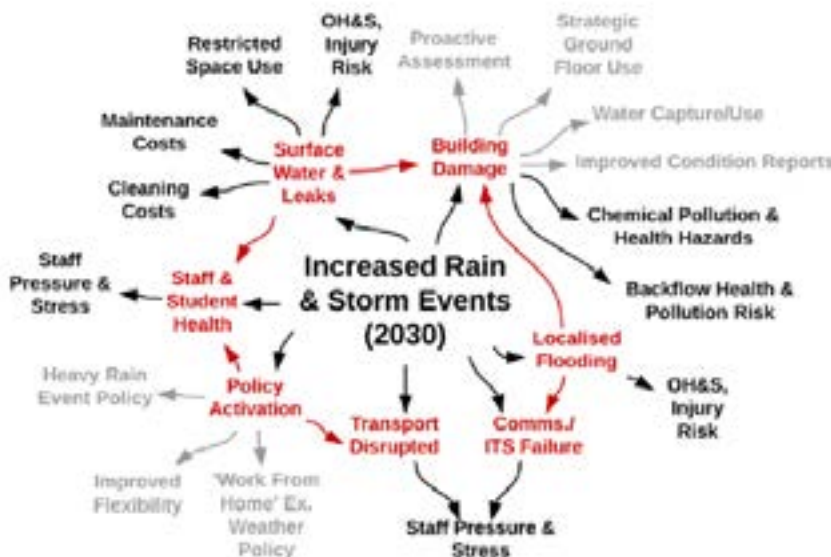 Restricted
Space Use
OH&S,
Injury
Risk
Proactive
Assessment
Strategic
Ground
Floor Use
Maintenance
Costs
Surface
Water &
Leaks
Building
Damage
Water Capture/Use
Improved Condition Reports
Cleaning
Costs
Chemical Pollution &
Health Hazards
Staff
Pressure &
Stress
Staff &
Student
Health
Increased Rain
& Storm Events
(2030)
Backflow Health &
Pollution Risk
Localised
Flooding
Heavy Rain
Event Policy
Policy
Activation
Transport
Disrupted
Comms./
ITS Failure
OH&S,
Injury
Risk
Improved
Flexibility
'Work From
Home' Ex.
Weather
Policy
Staff Pressure &
Stress